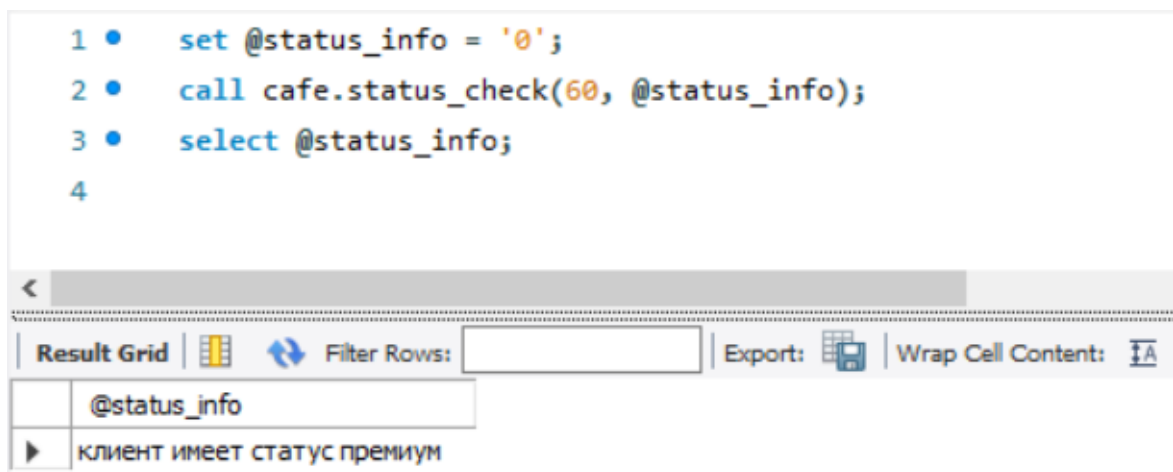 1 set @status_info = '0';
2 call cafe.status_check(60, @status_info);
3 select @status_info;
4
Result Grid Filter Rows: Export: Wrap Cell Content:
@status_info
клиент имеет статус премиум